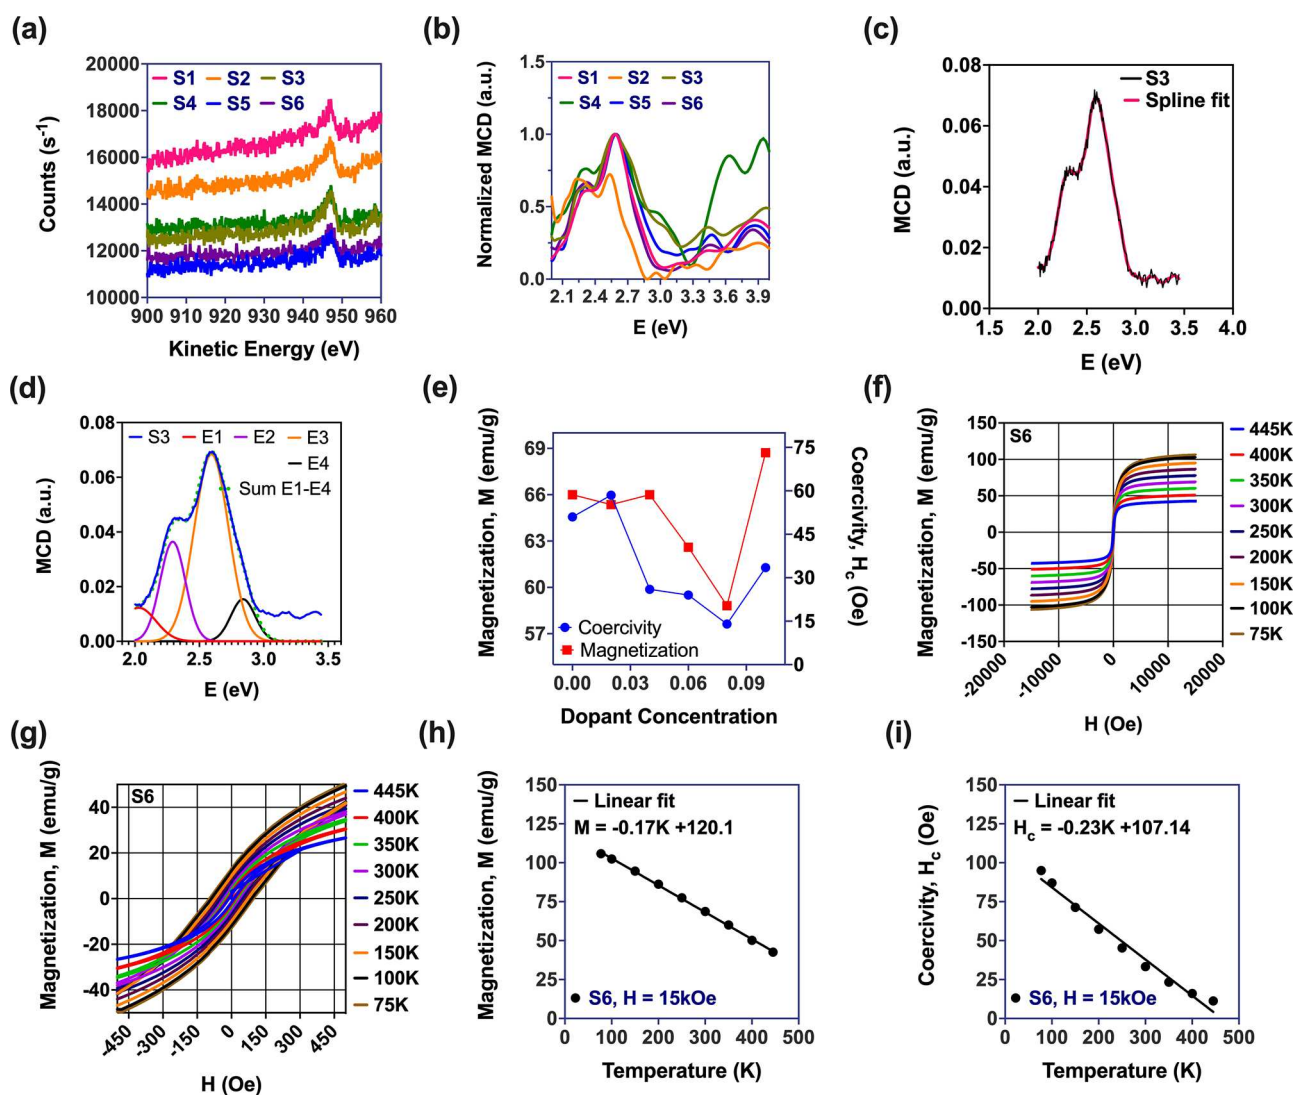 (a)
20000
18000
16000
14000
12000
10000
Counts (s⁻¹)
S1 S2 S3
S4 S5 S6
900 910 920 930 940 950 960
Kinetic Energy (eV)
(b)
1.5
1.0
0.5
0.0
Normalized MCD (a.u.)
S1 S2 S3
S4 S5 S6
2.1 2.4 2.7 3.0 3.3 3.6 3.9
E (eV)
(c)
0.08
0.06
0.04
0.02
0.00
MCD (a.u.)
S3
Spline fit
1.5 2.0 2.5 3.0 3.5 4.0
E (eV)
(d)
0.08
0.06
0.04
0.02
0.00
MCD (a.u.)
S3 E1 E2 E3
E4
Sum E1-E4
2.0 2.5 3.0 3.5
E (eV)
(e)
69
66
63
60
57
Magnetization, M (emu/g)
75
60
45
30
15
0
Coercivity, Hc (Oe)
Coercivity
Magnetization
0.00 0.03 0.06 0.09
Dopant Concentration
(f)
150
100
50
0
-50
-100
-150
Magnetization, M (emu/g)
S6
445K
400K
350K
300K
250K
200K
150K
100K
75K
-20000 -10000 0 10000 20000
H (Oe)
(g)
40
20
0
-20
-40
Magnetization, M (emu/g)
S6
445K
400K
350K
300K
250K
200K
150K
100K
75K
-450 -300 -150 0 150 300 450
H (Oe)
(h)
150
125
100
75
50
25
0
Magnetization, M (emu/g)
Linear fit
M = -0.17K +120.1
S6, H = 15kOe
0 100 200 300 400 500
Temperature (K)
(i)
150
125
100
75
50
25
0
Coercivity, Hc (Oe)
Linear fit
Hc = -0.23K +107.14
S6, H = 15kOe
0 100 200 300 400 500
Temperature (K)